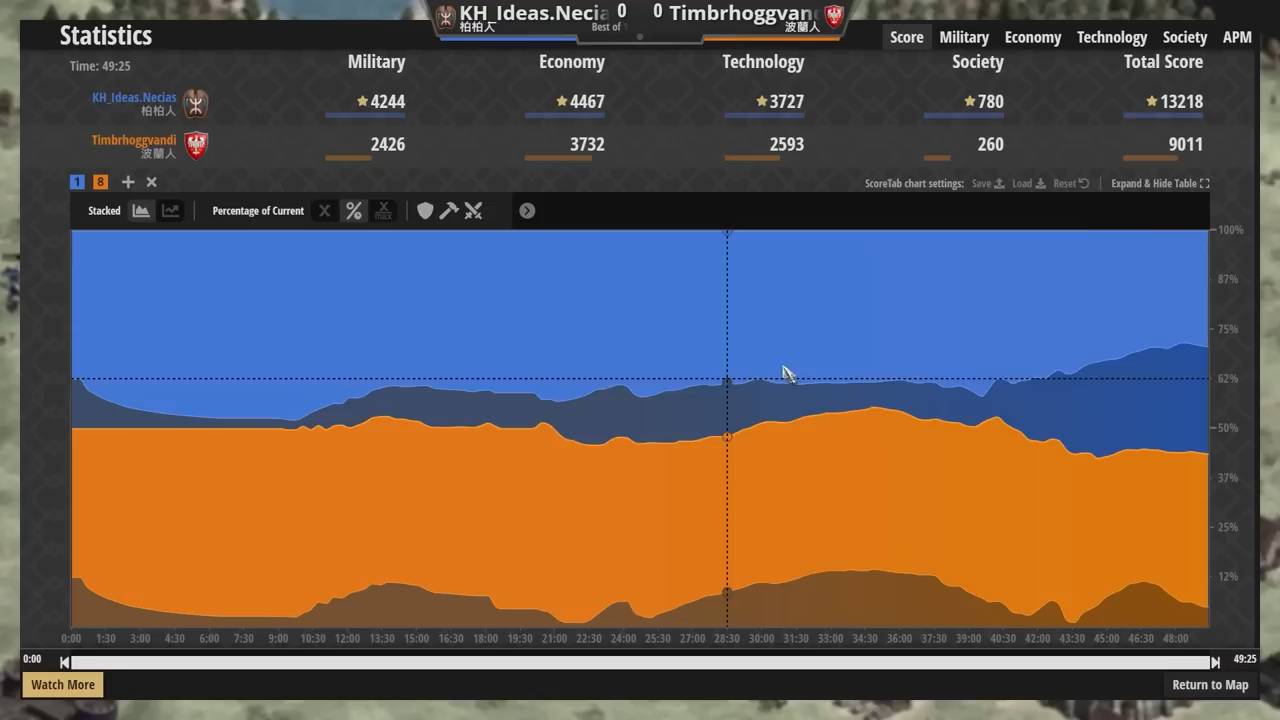 KH_Ideas.Necia 0 0 Timbrhoggvan
柏柏人 Best of 波蘭人
Statistics
Score Military Economy Technology Society APM
Time: 49:25 Military Economy Technology Society Total Score
KH_Ideas.Necias 4244 4467 3727 780 13218
柏柏人
Timbrhoggvandi 2426 3732 2593 260 9011
波蘭人
1 8 + ×
ScoreTab chart settings: Save Load Reset Expand & Hide Table
Stacked Percentage of Current X % X max
100%
87%
75%
62%
50%
37%
25%
12%
0:00 1:30 3:00 4:30 6:00 7:30 9:00 10:30 12:00 13:30 15:00 16:30 18:00 19:30 21:00 22:30 24:00 25:30 27:00 28:30 30:00 31:30 33:00 34:30 36:00 37:30 39:00 40:30 42:00 43:30 45:00 46:30 48:00
0:00 49:25
Watch More Return to Map